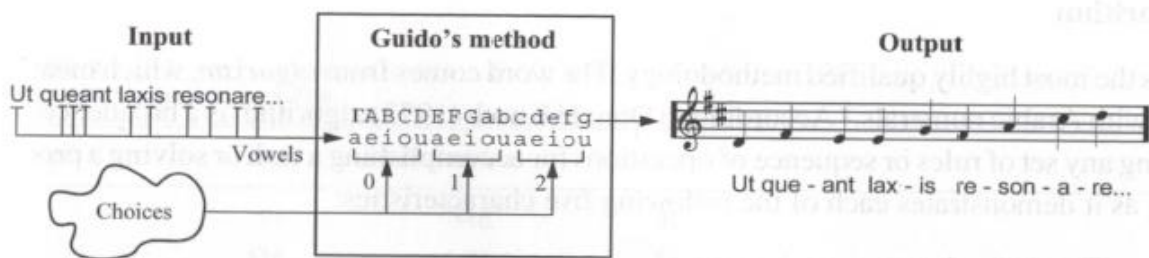 Input
Guido's method
Output
Ut queant laxis resonare...
Vowels
Choices
ΓABCDEFGabcdefg
aeiouaeiouaeiou
0 1 2
Ut que - ant lax - is re - son - a - re...